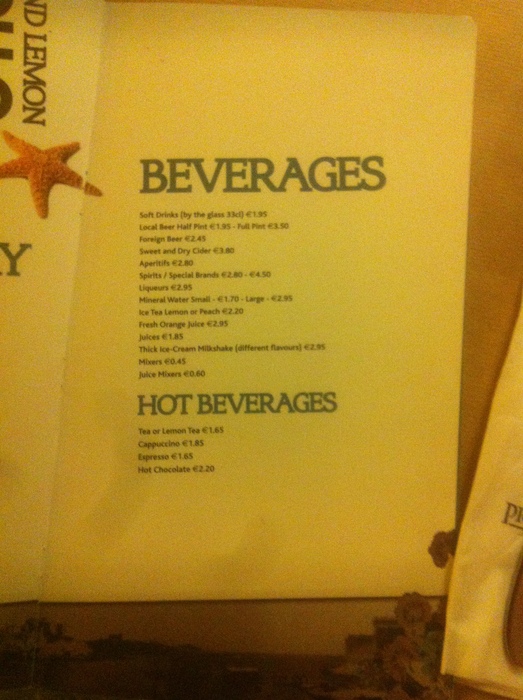 ND LEMON
RY
BEVERAGES
Soft Drinks (by the glass 33cl) €1.95
Local Beer Half Pint €1.95 - Full Pint €3.50
Foreign Beer €2.45
Sweet and Dry Cider €3.80
Aperitifs €2.80
Spirits / Special Brands €2.80 - €4.50
Liqueurs €2.95
Mineral Water Small - €1.70 - Large - €2.95
Ice Tea Lemon or Peach €2.20
Fresh Orange Juice €2.95
Juices €1.85
Thick Ice-Cream Milkshake (different flavours) €2.95
Mixers €0.45
Juice Mixers €0.60
HOT BEVERAGES
Tea or Lemon Tea €1.65
Cappuccino €1.85
Espresso €1.65
Hot Chocolate €2.20